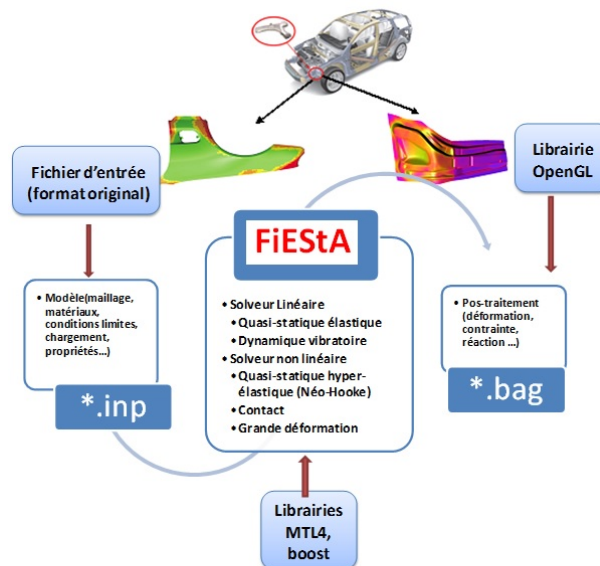 Fichier d'entrée
(format original)
Librairie
OpenGL
FiEStA
• Modèle(maillage,
matériaux,
conditions limites,
chargement,
propriétés...)
*.inp
• Solveur Linéaire
• Quasi-statique élastique
• Dynamique vibratoire
• Solveur non linéaire
• Quasi-statique hyper-
élastique (Néo-Hooke)
• Contact
• Grande déformation
• Pos-traitement
(déformation,
contrainte,
réaction ...)
*.bag
Librairies
MTL4,
boost